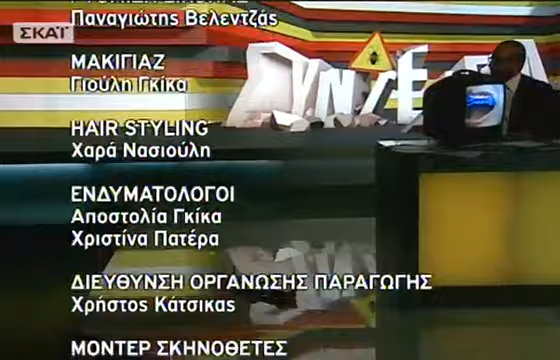 Παναγιώτης Βελεντζάς
ΣΚΑΪ
ΜΑΚΙΓΙΑΖ
Γιούλη Γκίκα
HAIR STYLING
Χαρά Νασιούλη
ΕΝΔΥΜΑΤΟΛΟΓΟΙ
Αποστολία Γκίκα
Χριστίνα Πατέρα
ΔΙΕΥΘΥΝΣΗ ΟΡΓΑΝΩΣΗΣ ΠΑΡΑΓΩΓΗΣ
Χρήστος Κάτσικας
ΜΟΝΤΕΡ ΣΚΗΝΟΘΕΤΕΣ